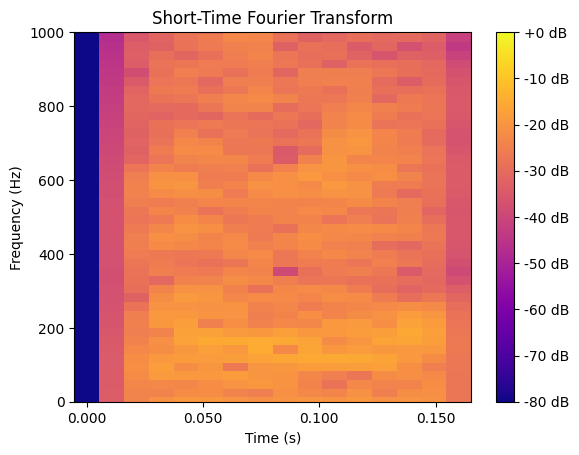 Short-Time Fourier Transform
1000
800
600
400
200
0
Frequency (Hz)
0.000
0.050
0.100
0.150
Time (s)
+0 dB
-10 dB
-20 dB
-30 dB
-40 dB
-50 dB
-60 dB
-70 dB
-80 dB